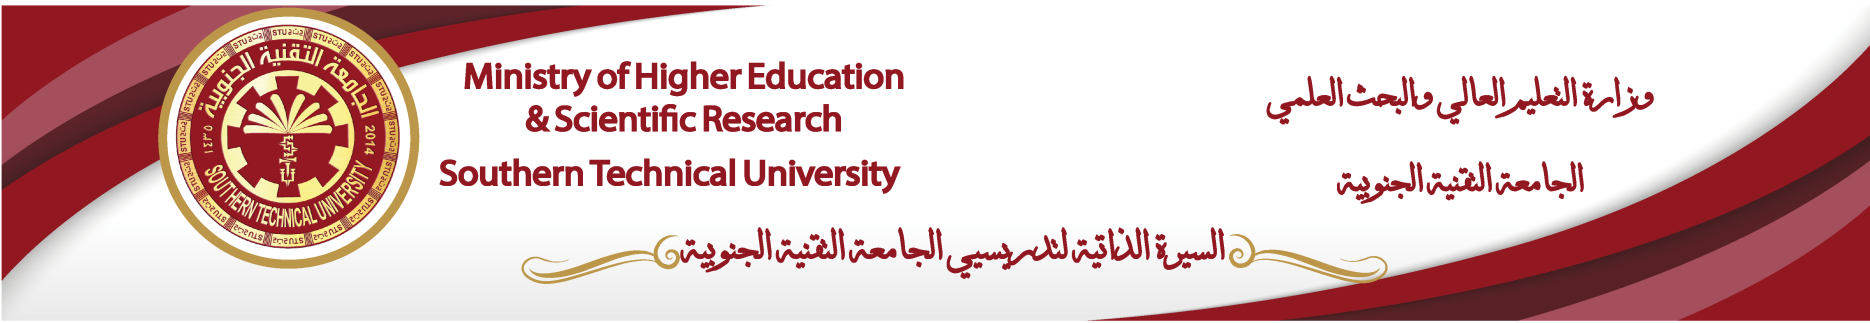 Ministry of Higher Education
& Scientific Research
Southern Technical University
وزارة التعليم العالي والبحث العلمي
الجامعة التقنية الجنوبية
السيرة الذاتية لتدريسيي الجامعة التقنية الجنوبية
الجامعة التقنية الجنوبية
١٤٣٥
2014
SOUTHERN TECHNICAL UNIVERSITY